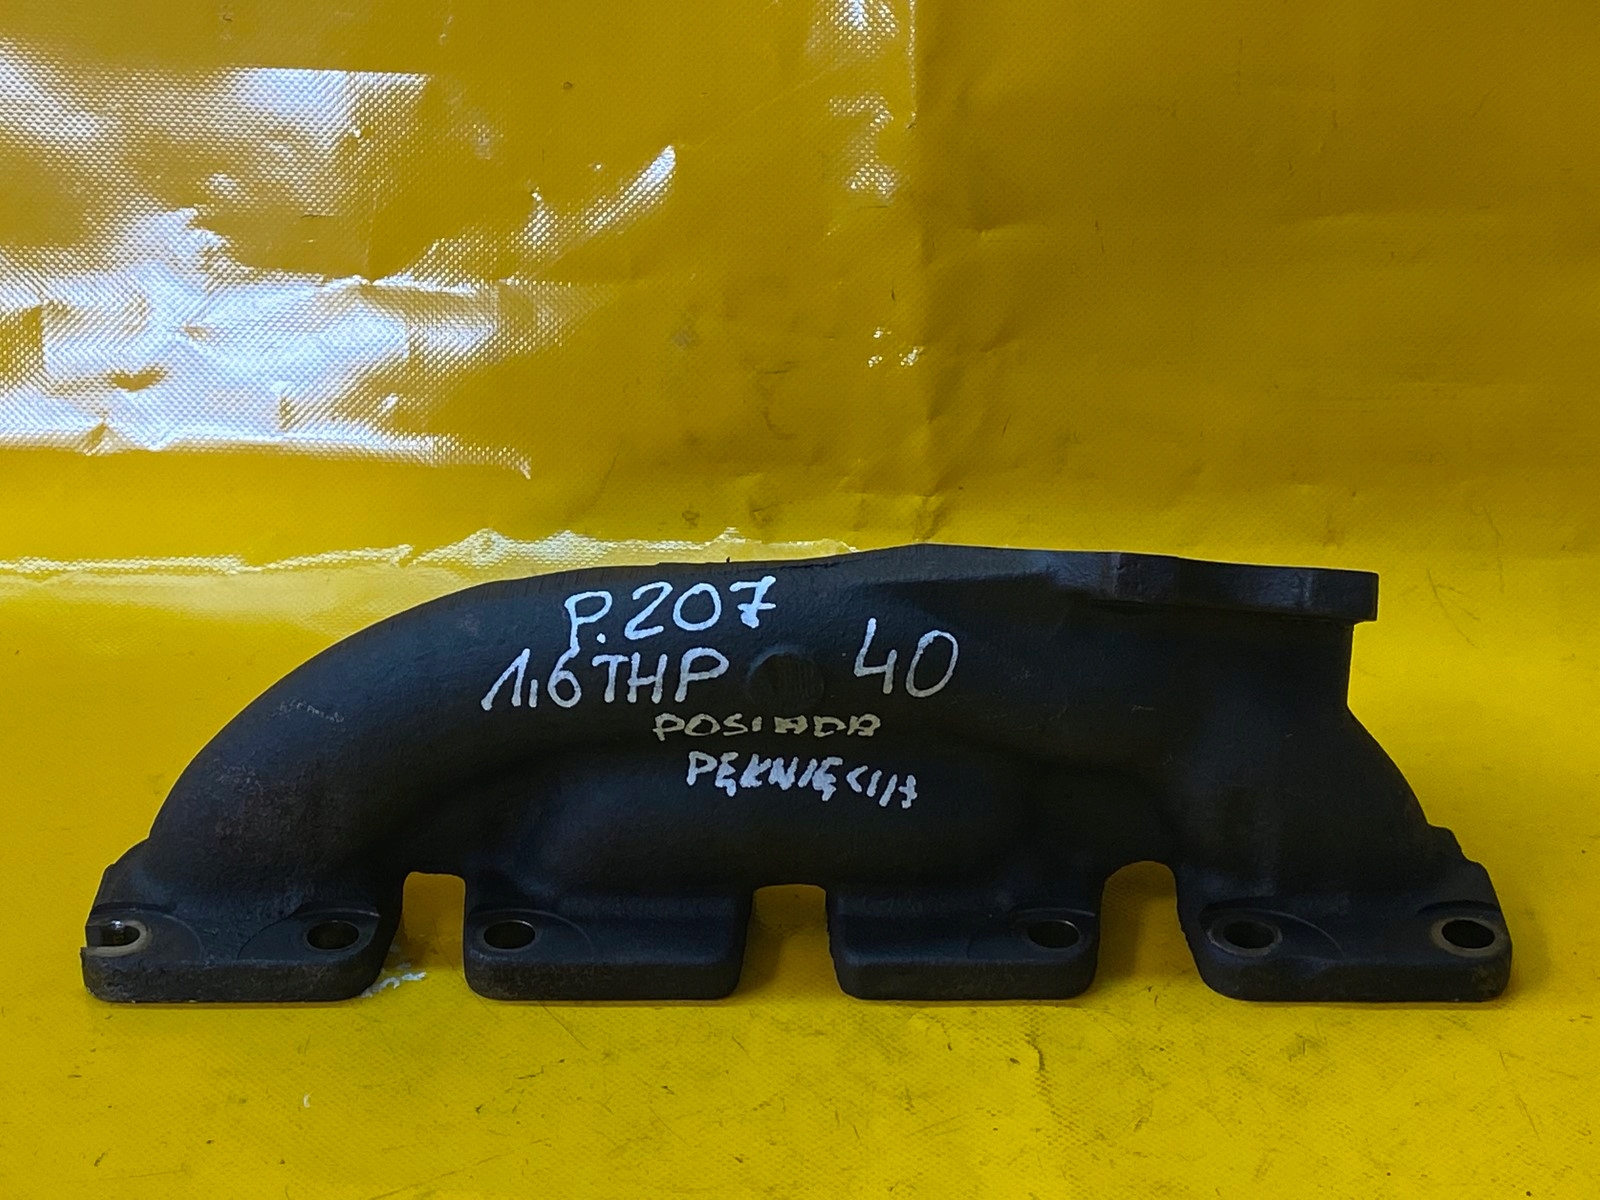 P.207
1,6THP 40
POSIADA
PĘKNIĘCIA